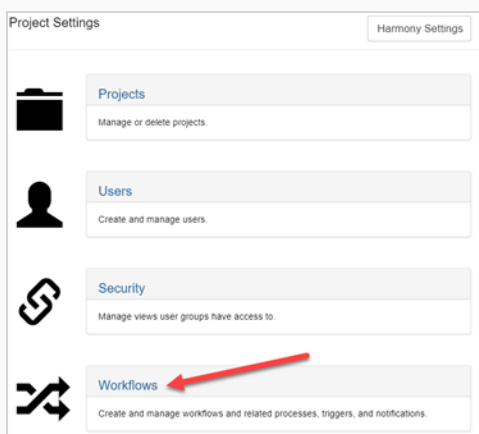 Project Settings
Harmony Settings
Projects
Manage or delete projects.
Users
Create and manage users.
Security
Manage views user groups have access to.
Workflows
Create and manage workflows and related processes, triggers, and notifications.